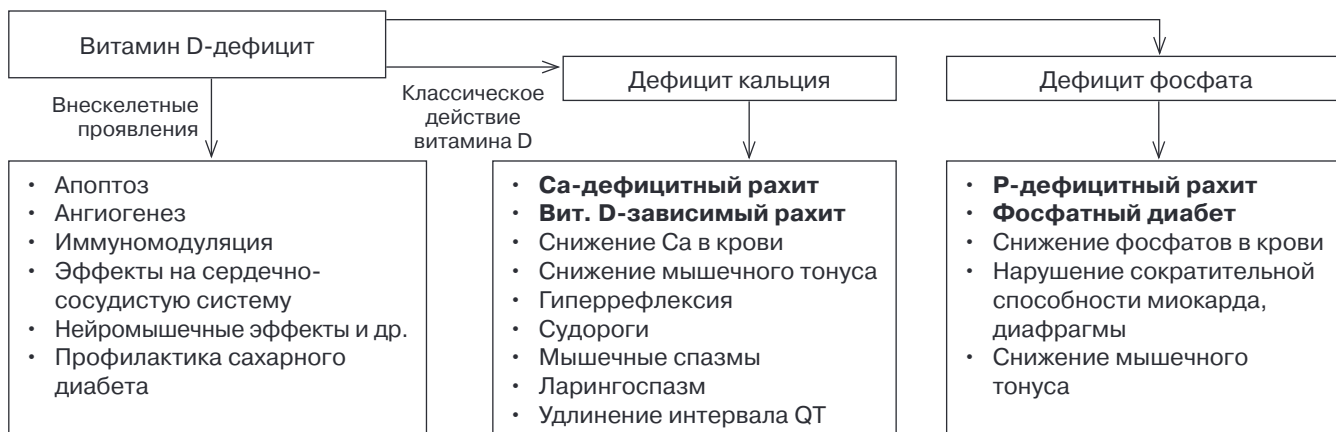 Витамин D-дефицит
Дефицит кальция
Дефицит фосфата
Внескелетные
проявления
Классическое
действие
витамина D
• Апоптоз
• Ангиогенез
• Иммуномодуляция
• Эффекты на сердечно-
сосудистую систему
• Нейромышечные эффекты и др.
• Профилактика сахарного
диабета
• Са-дефицитный рахит
• Вит. D-зависимый рахит
• Снижение Са в крови
• Снижение мышечного тонуса
• Гиперрефлексия
• Судороги
• Мышечные спазмы
• Ларингоспазм
• Удлинение интервала QT
• Р-дефицитный рахит
• Фосфатный диабет
• Снижение фосфатов в крови
• Нарушение сократительной
способности миокарда,
диафрагмы
• Снижение мышечного
тонуса